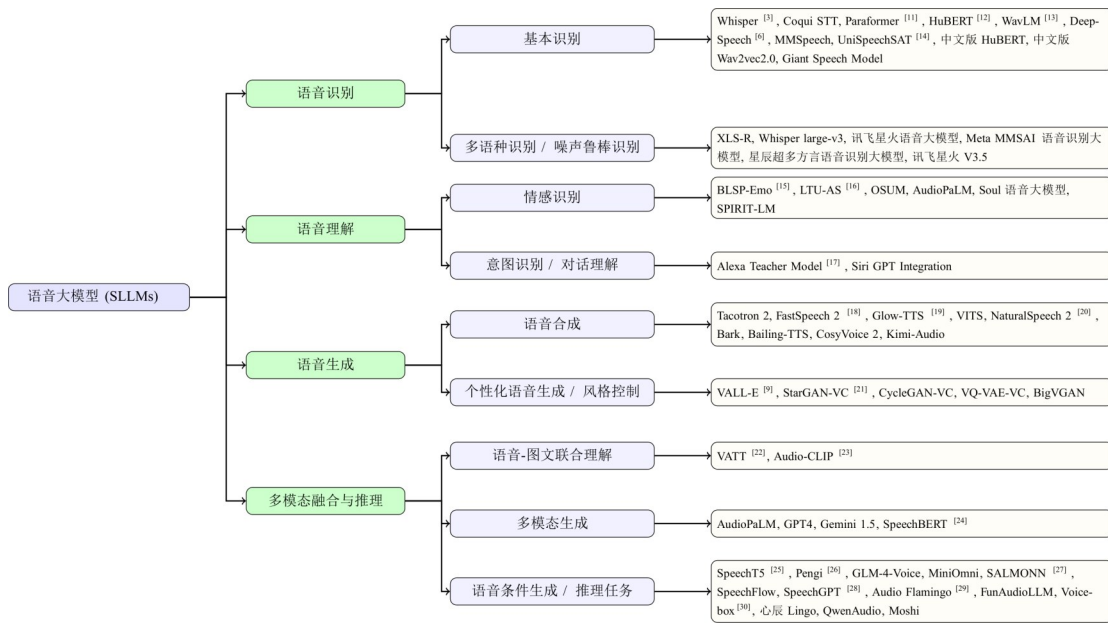 语音大模型 (SLLMs)
语音识别
基本识别
Whisper [3], Coqui STT, Paraformer [11], HuBERT [12], WavLM [13], Deep-
Speech [6], MMSpeech, UniSpeechSAT [14], 中文版 HuBERT, 中文版
Wav2vec2.0, Giant Speech Model
多语种识别 / 噪声鲁棒识别
XLS-R, Whisper large-v3, 讯飞星火语音大模型, Meta MMSAI 语音识别大
模型, 星辰超多方言语音识别大模型, 讯飞星火 V3.5
语音理解
情感识别
BLSP-Emo [15], LTU-AS [16], OSUM, AudioPaLM, Soul 语音大模型,
SPIRIT-LM
意图识别 / 对话理解
Alexa Teacher Model [17], Siri GPT Integration
语音生成
语音合成
Tacotron 2, FastSpeech 2 [18], Glow-TTS [19], VITS, NaturalSpeech 2 [20],
Bark, Bailing-TTS, CosyVoice 2, Kimi-Audio
个性化语音生成 / 风格控制
VALL-E [9], StarGAN-VC [21], CycleGAN-VC, VQ-VAE-VC, BigVGAN
多模态融合与推理
语音-图文联合理解
VATT [22], Audio-CLIP [23]
多模态生成
AudioPaLM, GPT4, Gemini 1.5, SpeechBERT [24]
语音条件生成 / 推理任务
SpeechT5 [25], Pengi [26], GLM-4-Voice, MiniOmni, SALMONN [27],
SpeechFlow, SpeechGPT [28], Audio Flamingo [29], FunAudioLLM, Voice-
box [30], 心辰 Lingo, QwenAudio, Moshi